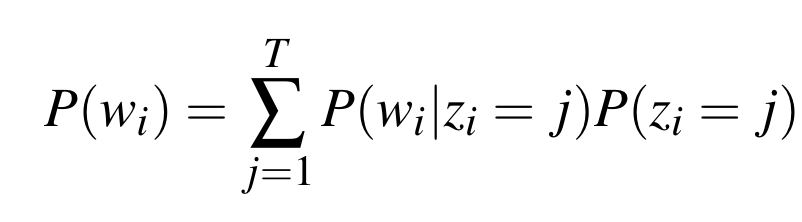 P(w_i) = \sum_{j=1}^{T} P(w_i|z_i = j)P(z_i = j)